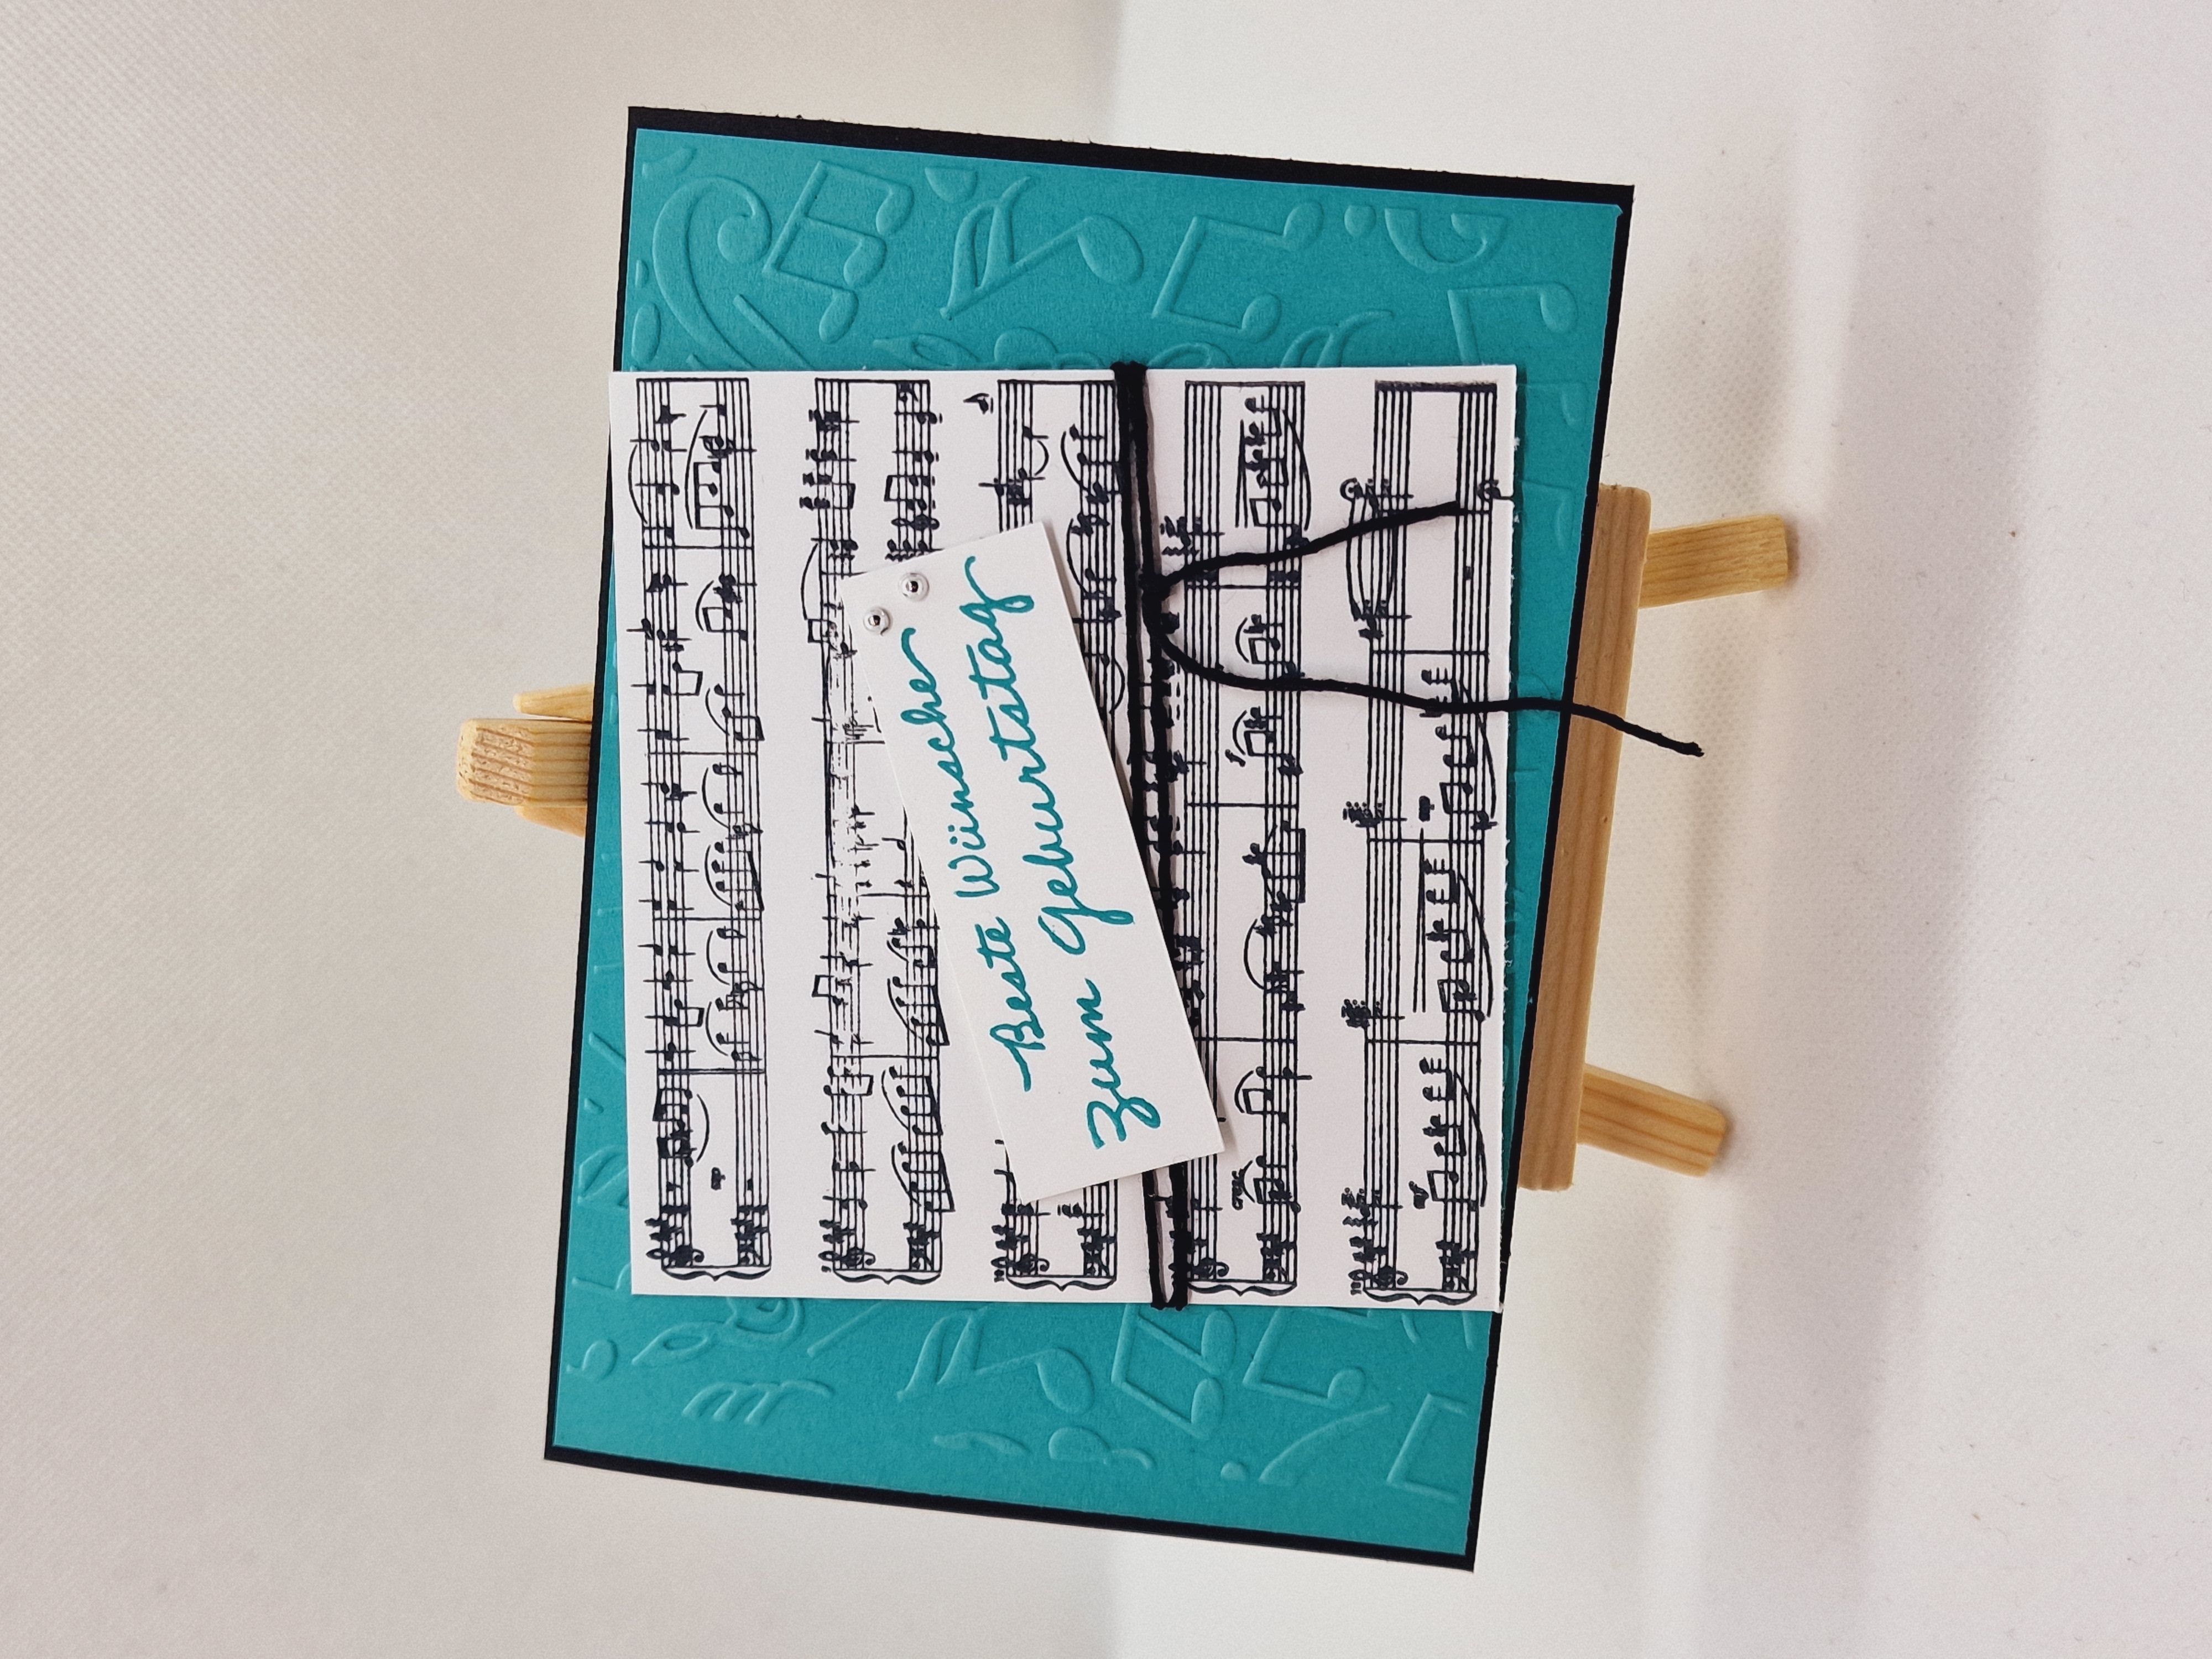 Beste Wünsche
zum Geburtstag